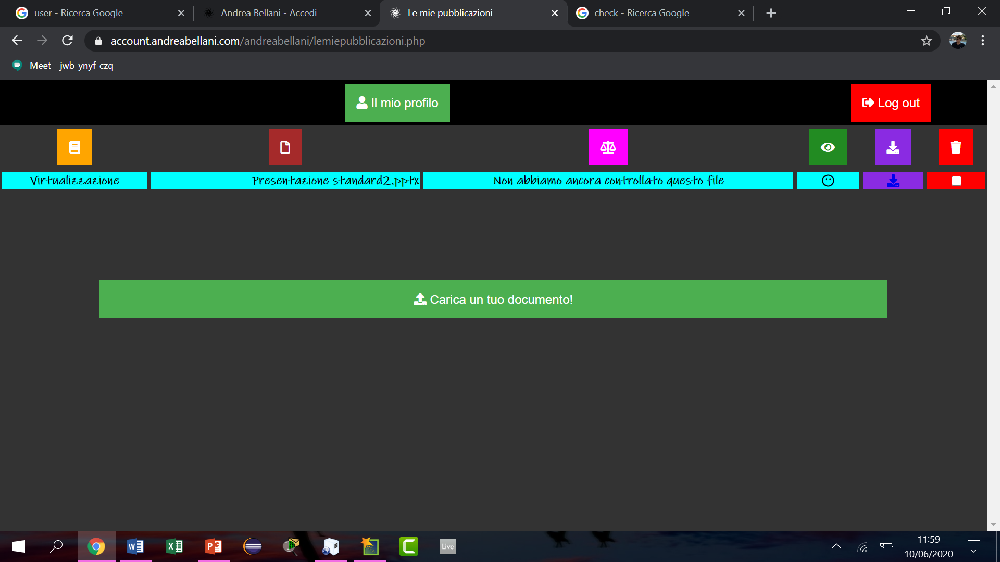 user - Ricerca Google
Andrea Bellani - Accedi
Le mie pubblicazioni
check - Ricerca Google
account.andreabellani.com/andreabellani/lemiepubblicazioni.php
Meet - jwb-ynyf-czq
Il mio profilo
Log out
Virtualizzazione
Presentazione standard2.pptx
Non abbiamo ancora controllato questo file
Carica un tuo documento!
Live
11:59
10/06/2020